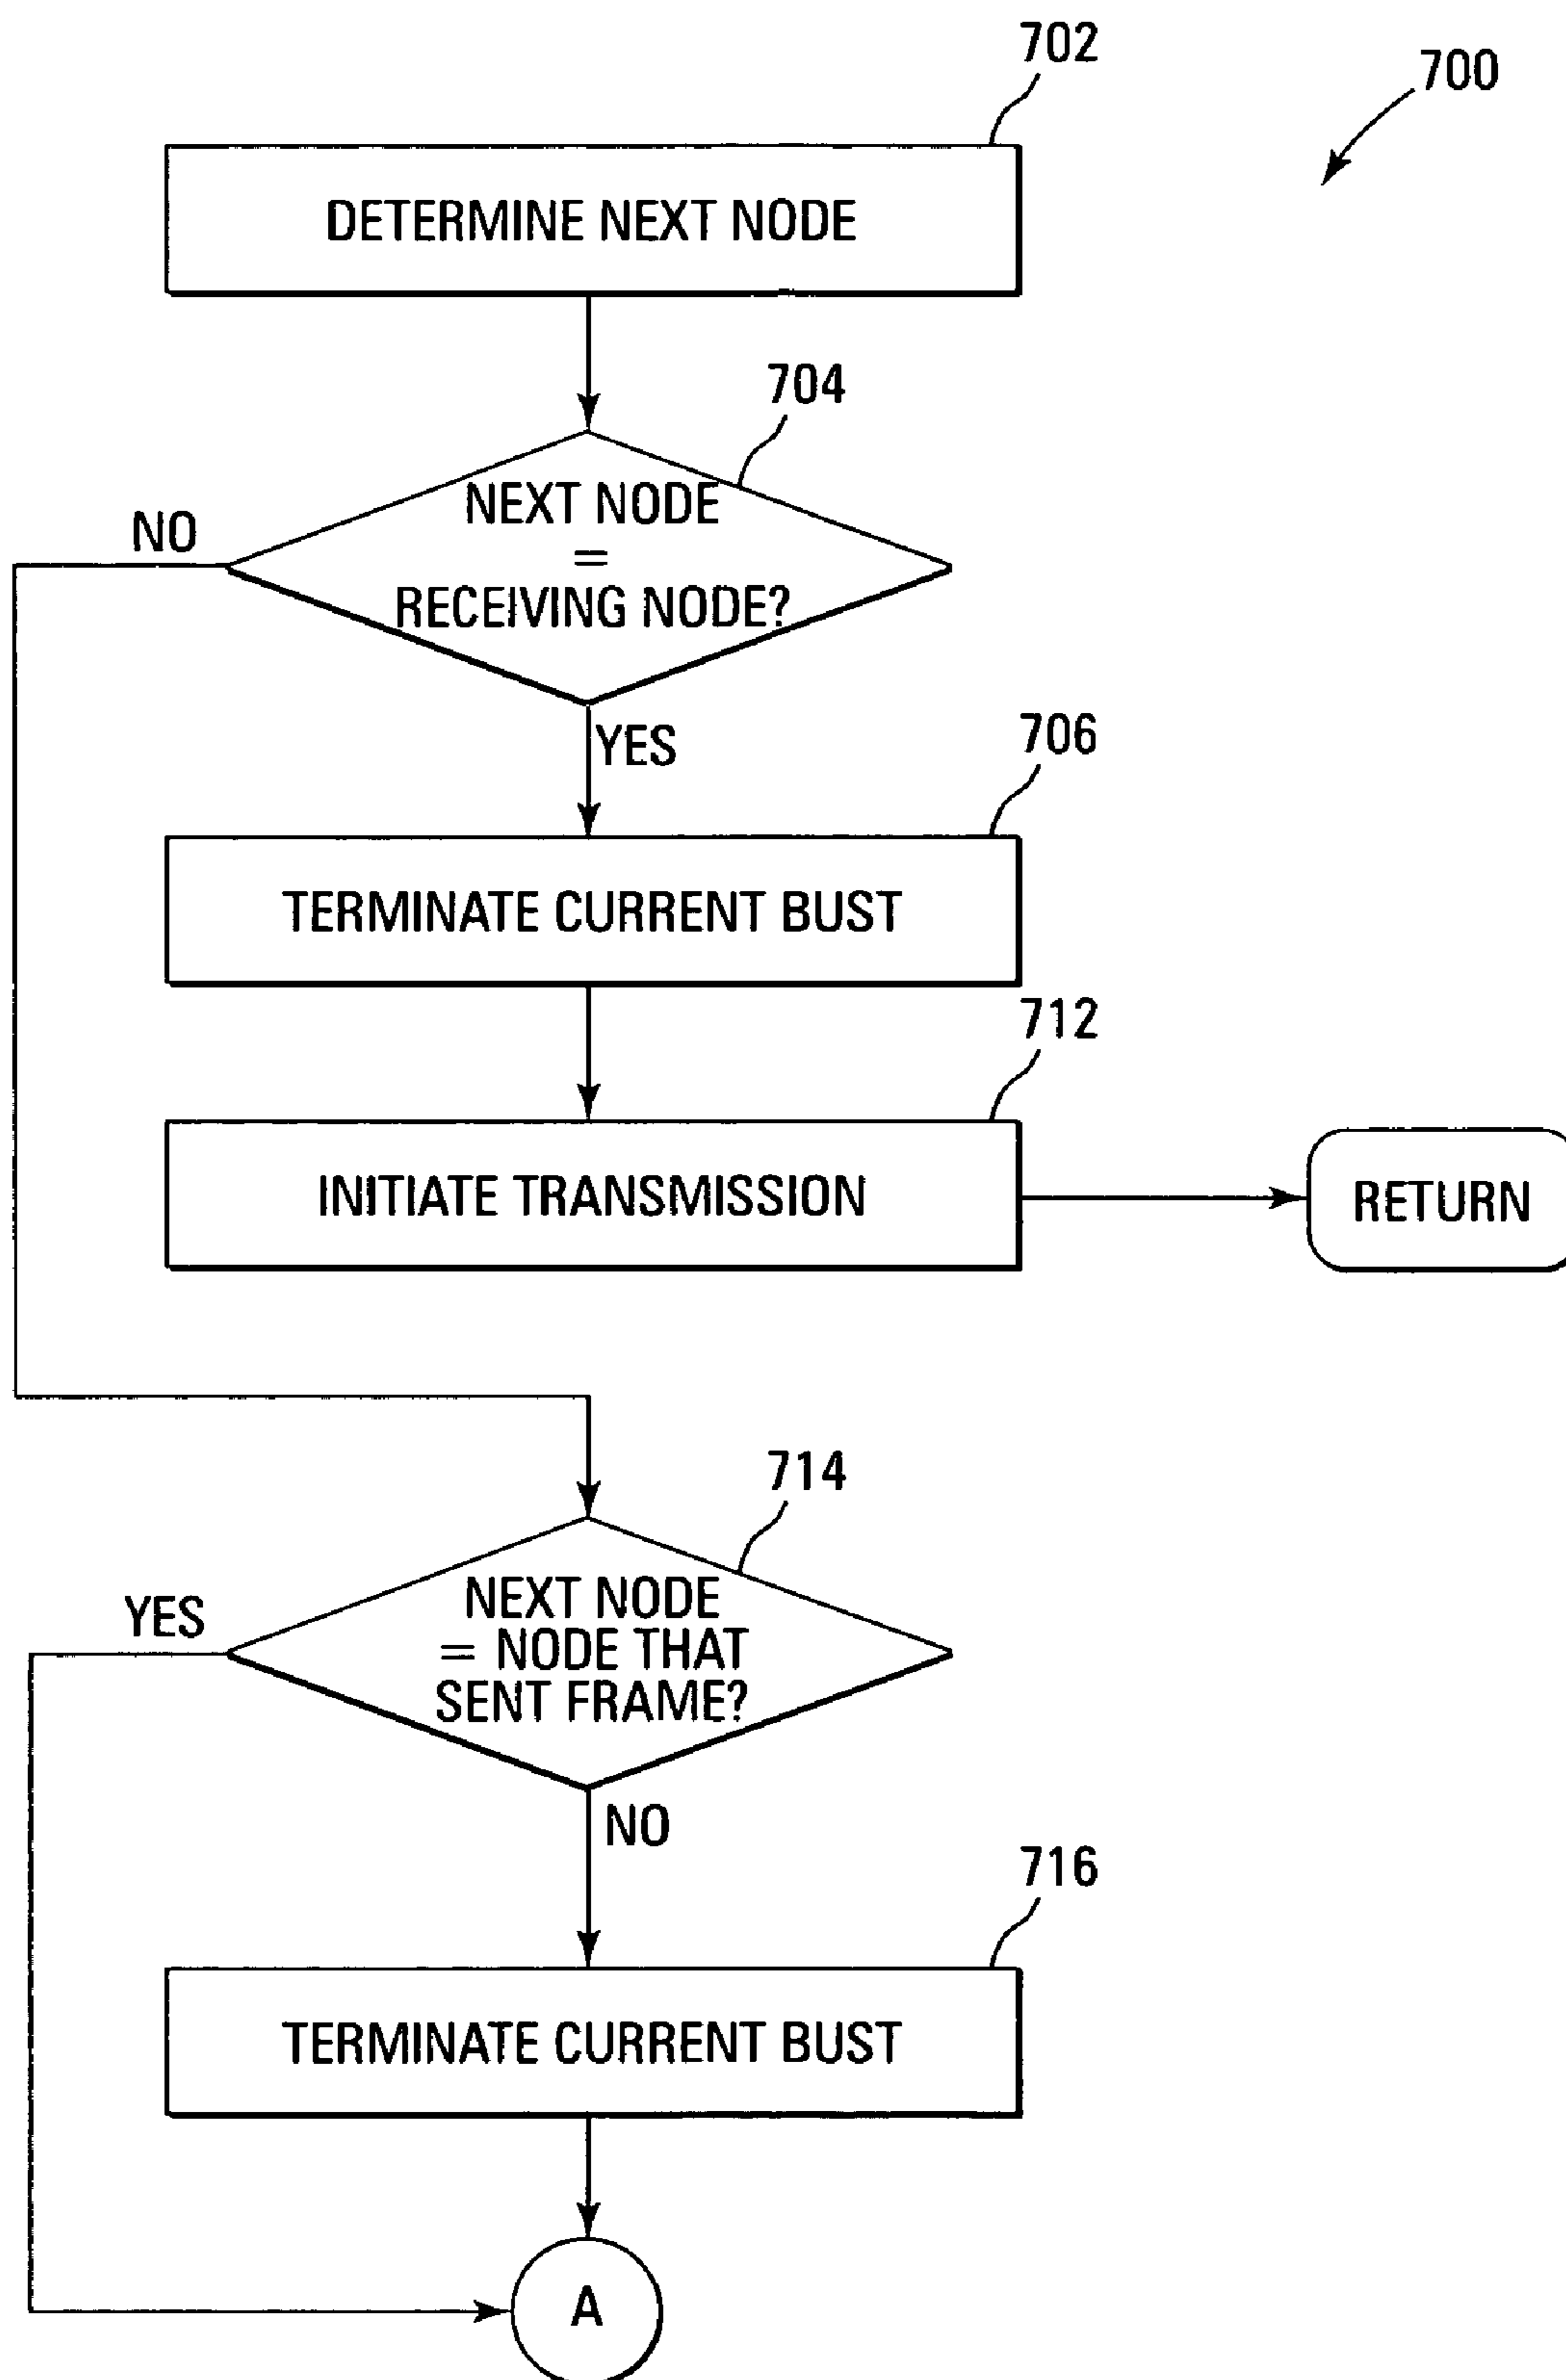 702
700
DETERMINE NEXT NODE
704
NEXT NODE
=
RECEIVING NODE?
NO
YES
706
TERMINATE CURRENT BUST
712
INITIATE TRANSMISSION
RETURN
714
NEXT NODE
= NODE THAT
SENT FRAME?
YES
NO
716
TERMINATE CURRENT BUST
A